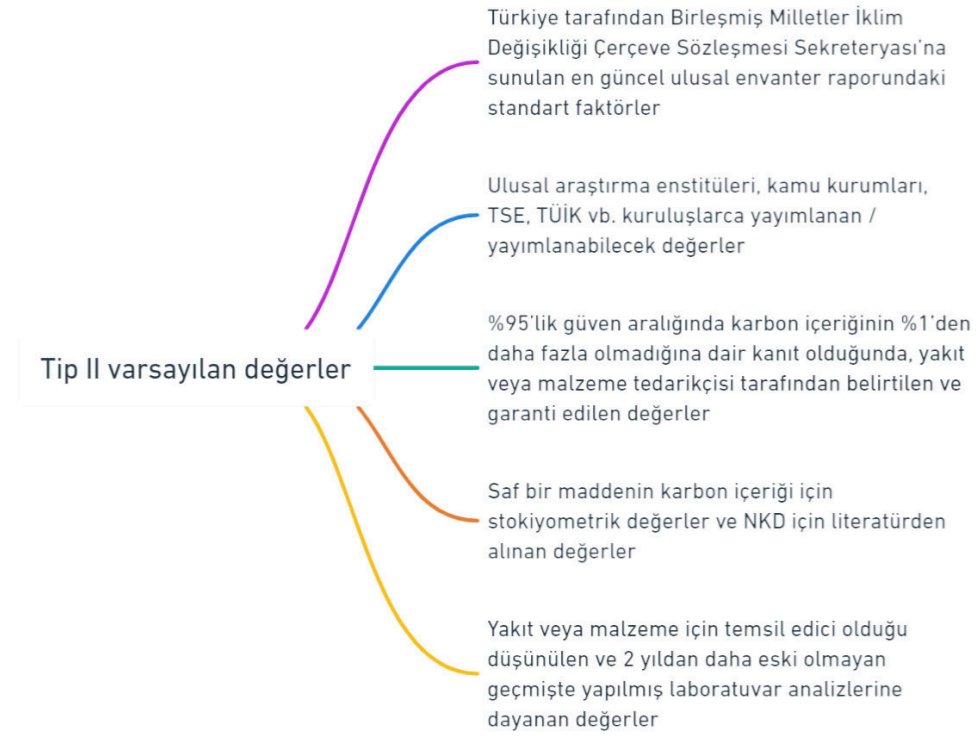 Türkiye tarafından Birleşmiş Milletler İklim
Değişikliği Çerçeve Sözleşmesi Sekreteryası'na
sunulan en güncel ulusal envanter raporundaki
standart faktörler
Ulusal araştırma enstitüleri, kamu kurumları,
TSE, TÜİK vb. kuruluşlarca yayımlanan /
yayımlanabilecek değerler
Tip II varsayılan değerler
%95'lik güven aralığında karbon içeriğinin %1'den
daha fazla olmadığına dair kanıt olduğunda, yakıt
veya malzeme tedarikçisi tarafından belirtilen ve
garanti edilen değerler
Saf bir maddenin karbon içeriği için
stokiyometrik değerler ve NKD için literatürden
alınan değerler
Yakıt veya malzeme için temsil edici olduğu
düşünülen ve 2 yıldan daha eski olmayan
geçmişte yapılmış laboratuvar analizlerine
dayanan değerler